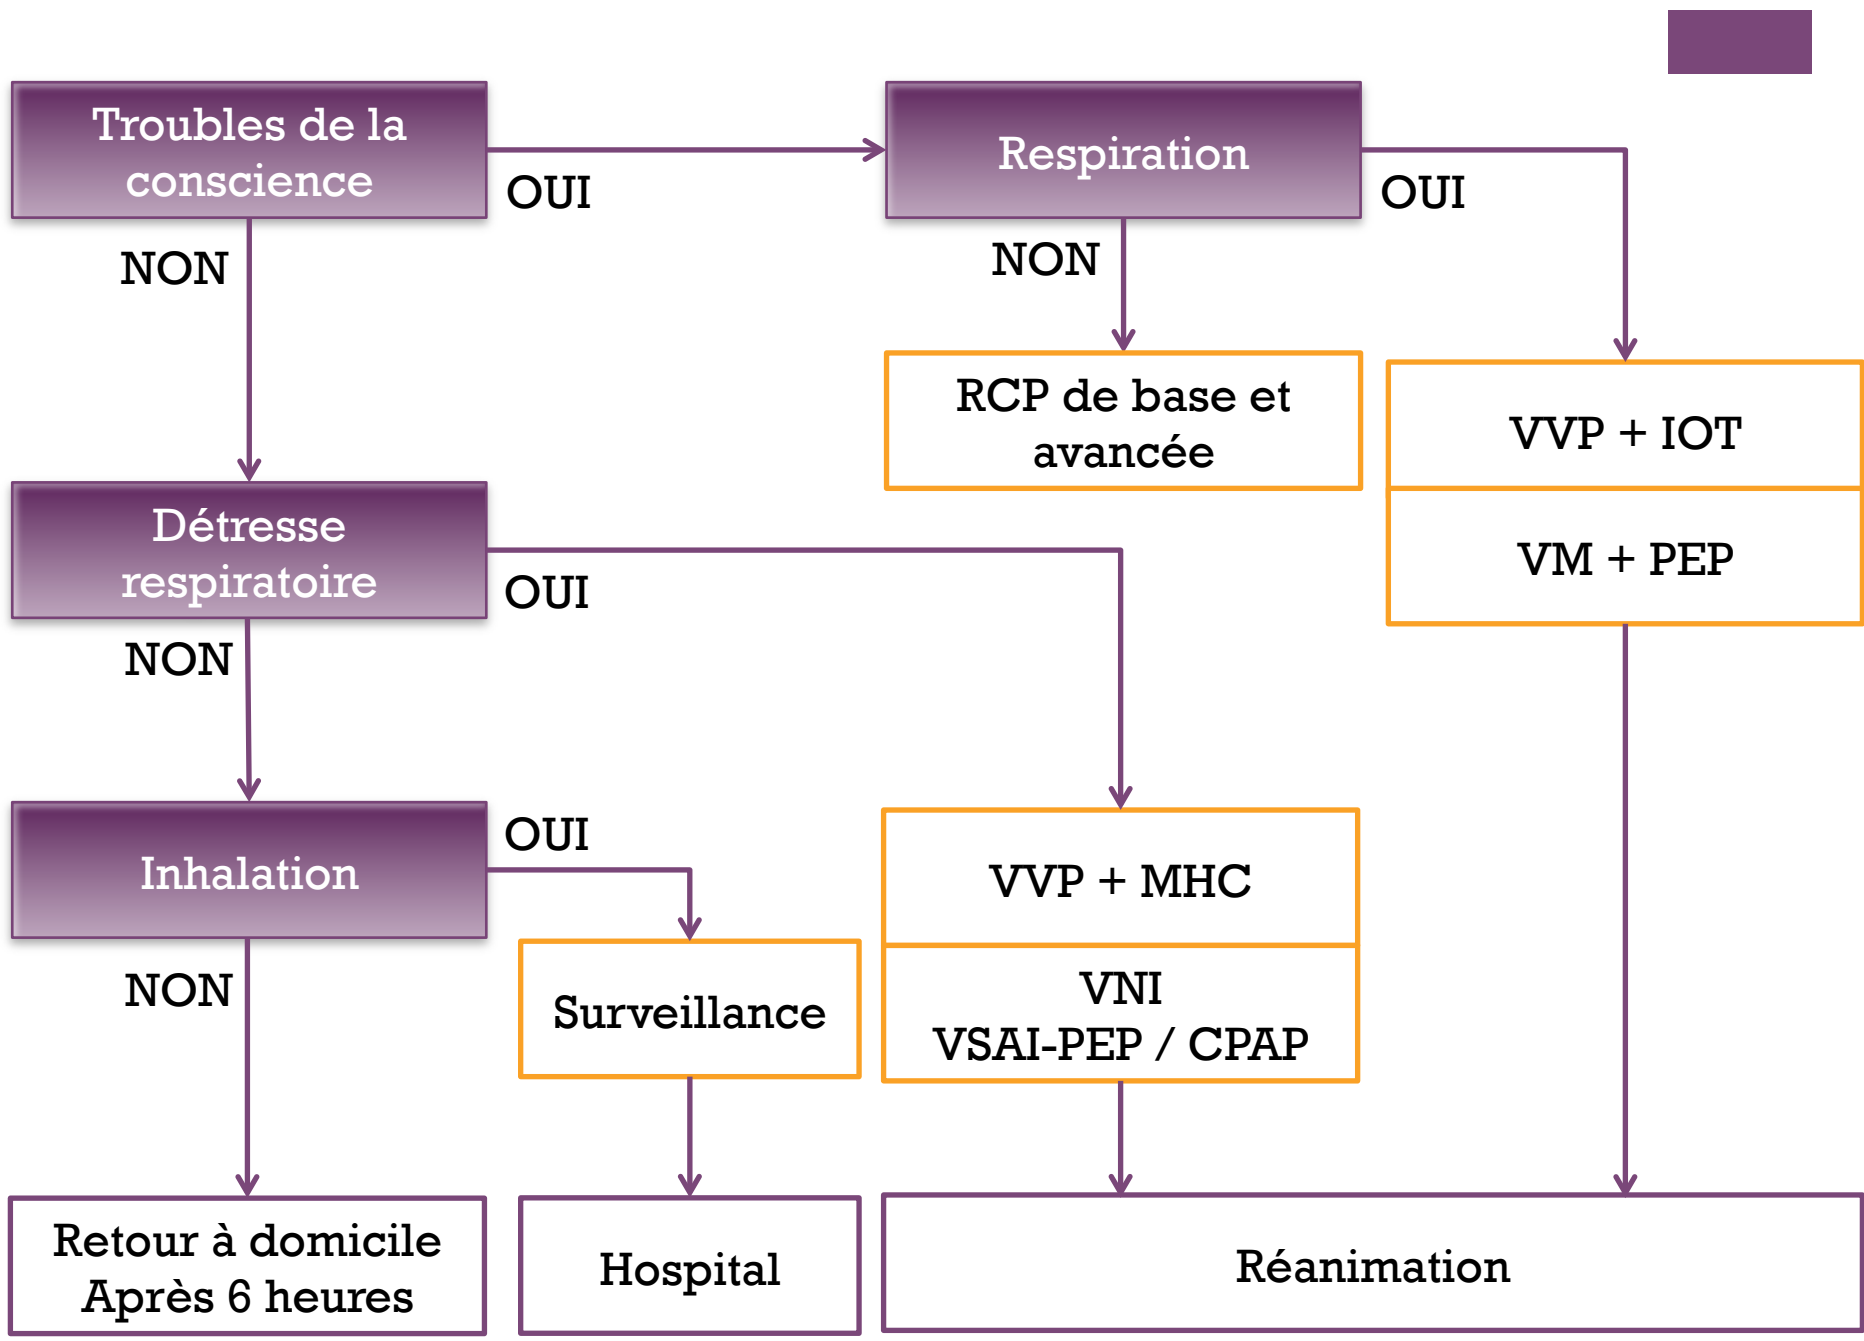 Troubles de la
conscience
OUI
NON
Respiration
OUI
NON
RCP de base et
avancée
VVP + IOT
VM + PEP
Détresse
respiratoire
OUI
NON
Inhalation
OUI
NON
Surveillance
VVP + MHC
VNI
VSAI-PEP / CPAP
Retour à domicile
Après 6 heures
Hospital
Réanimation